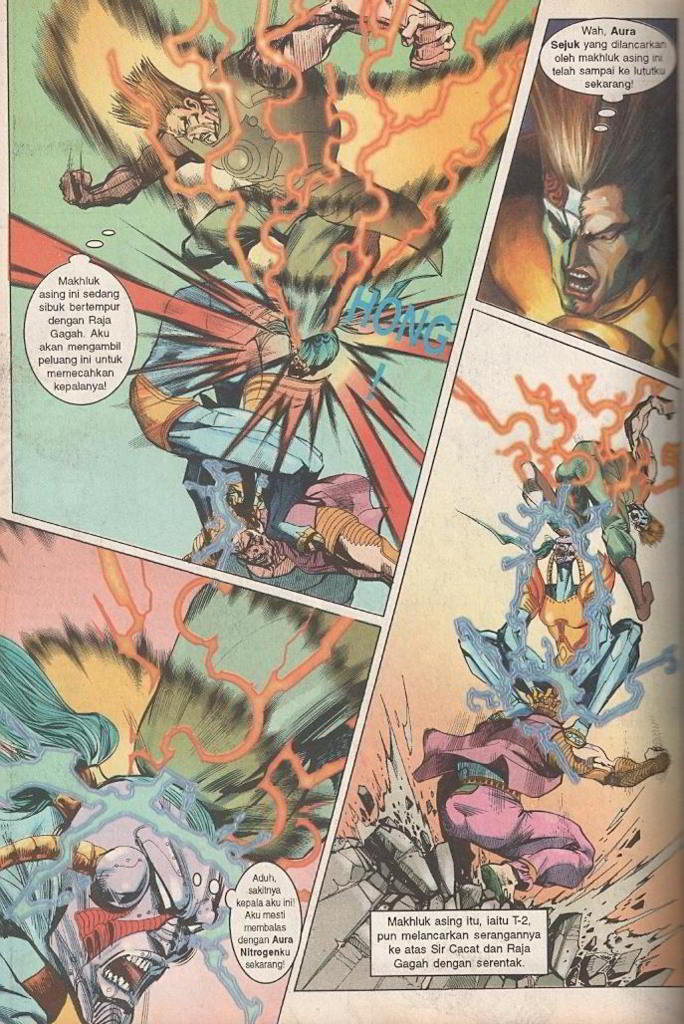 Makhluk
asing ini sedang
sibuk bertempur
dengan Raja
Gagah. Aku
akan mengambil
peluang ini untuk
memecahkan
kepalanya!
HONG
!
Wah, Aura
Sejuk yang dilancarkan
oleh makhluk asing ini
telah sampai ke lututku
sekarang!
Aduh,
sakitnya
kepala aku ini!
Aku mesti
membalas
dengan Aura
Nitrogenku
sekarang!
Makhluk asing itu, iaitu T-2,
pun melancarkan serangannya
ke atas Sir Cacat dan Raja
Gagah dengan serentak.